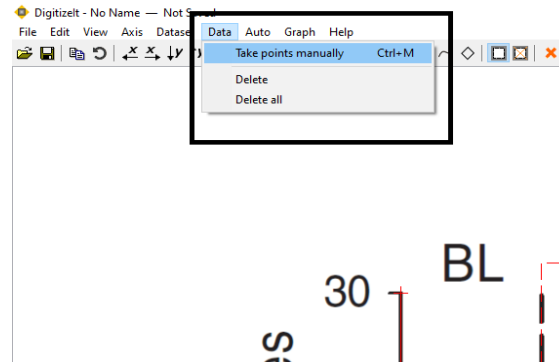 DigitizeIt - No Name — Not Saved
File Edit View Axis Dataset Data Auto Graph Help
Take points manually Ctrl+M
Delete
Delete all
BL
30